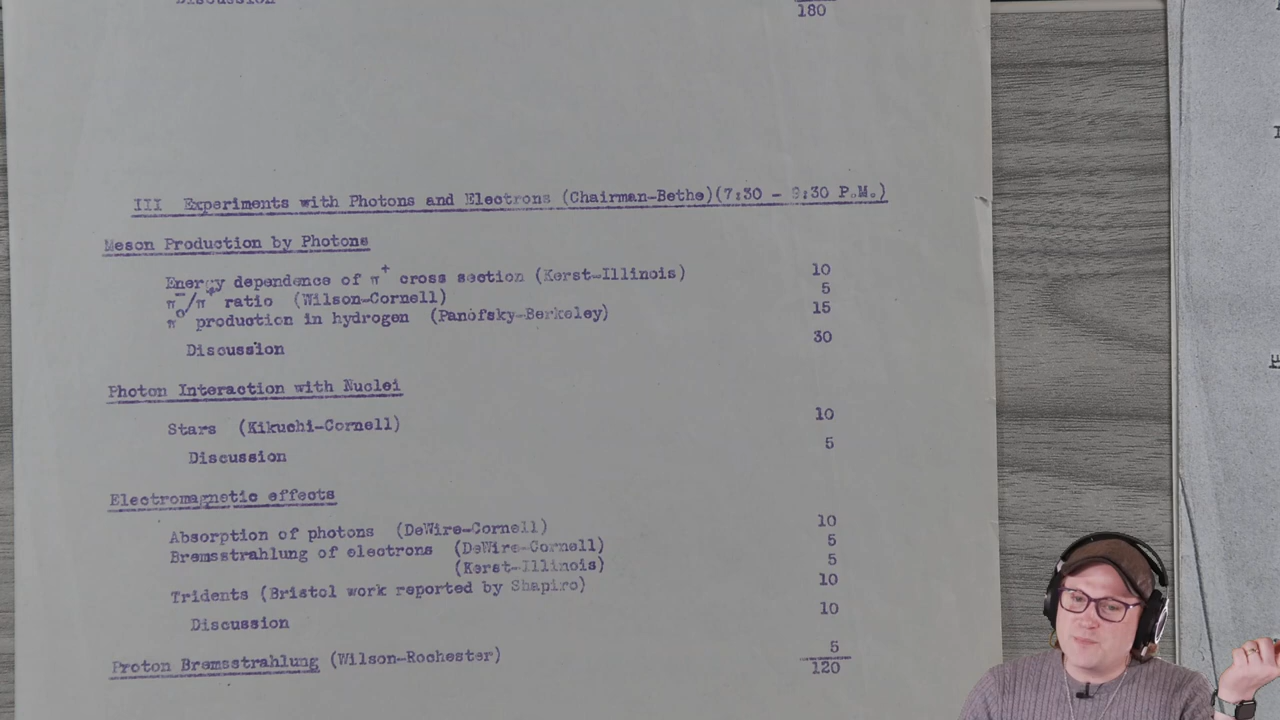 Discussion
180
III Experiments with Photons and Electrons (Chairman-Bethe)(7:30 - 9:30 P.M.)
Meson Production by Photons
Energy dependence of π⁺ cross section (Kerst-Illinois) 10
π⁻/π⁺ ratio (Wilson-Cornell) 5
π⁰ production in hydrogen (Panofsky-Berkeley) 15
Discussion 30
Photon Interaction with Nuclei
Stars (Kikuchi-Cornell) 10
Discussion 5
Electromagnetic effects
Absorption of photons (DeWire-Cornell) 10
Bremsstrahlung of electrons (DeWire-Cornell) 5
(Kerst-Illinois) 5
Tridents (Bristol work reported by Shapiro) 10
Discussion 10
Proton Bremsstrahlung (Wilson-Rochester) 5
120